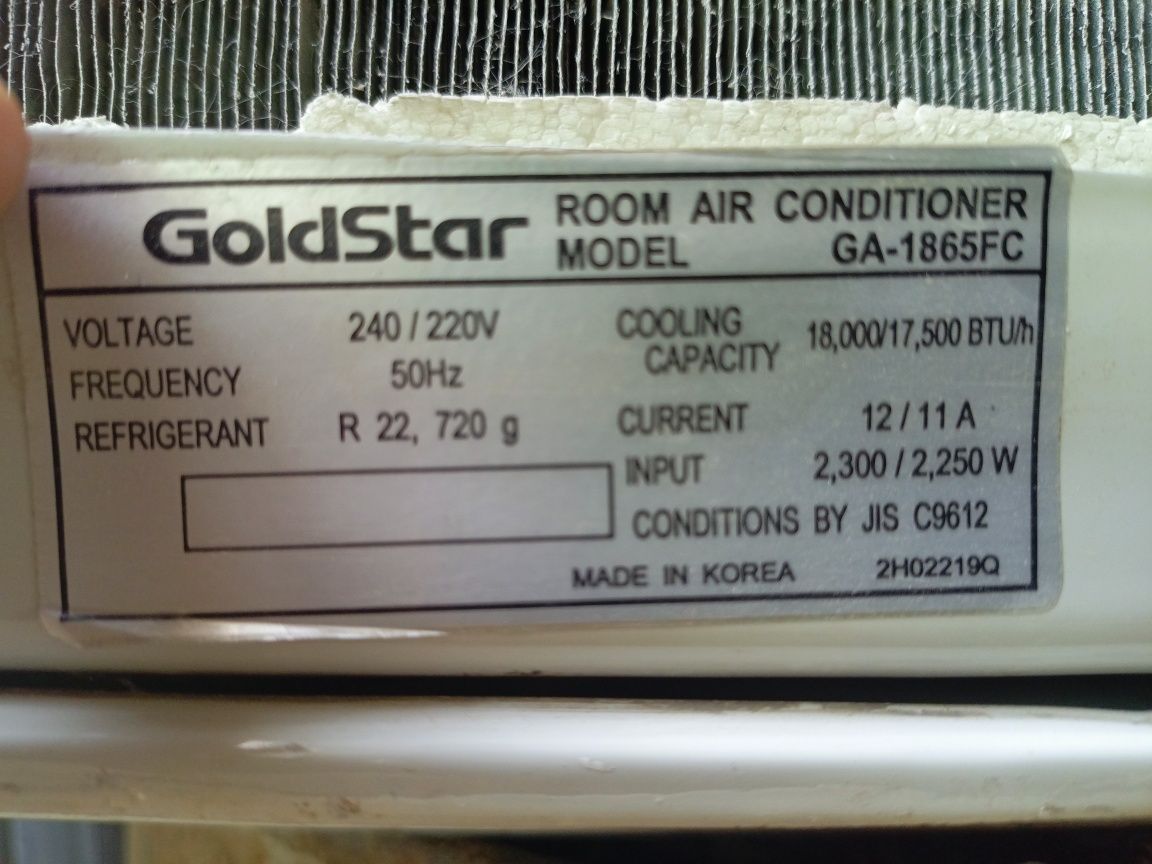 GoldStar
ROOM AIR CONDITIONER
MODEL GA-1865FC
VOLTAGE 240 / 220V
FREQUENCY 50Hz
REFRIGERANT R 22, 720 g
COOLING
CAPACITY 18,000/17,500 BTU/h
CURRENT 12 / 11 A
INPUT 2,300 / 2,250 W
CONDITIONS BY JIS C9612
MADE IN KOREA 2H02219Q